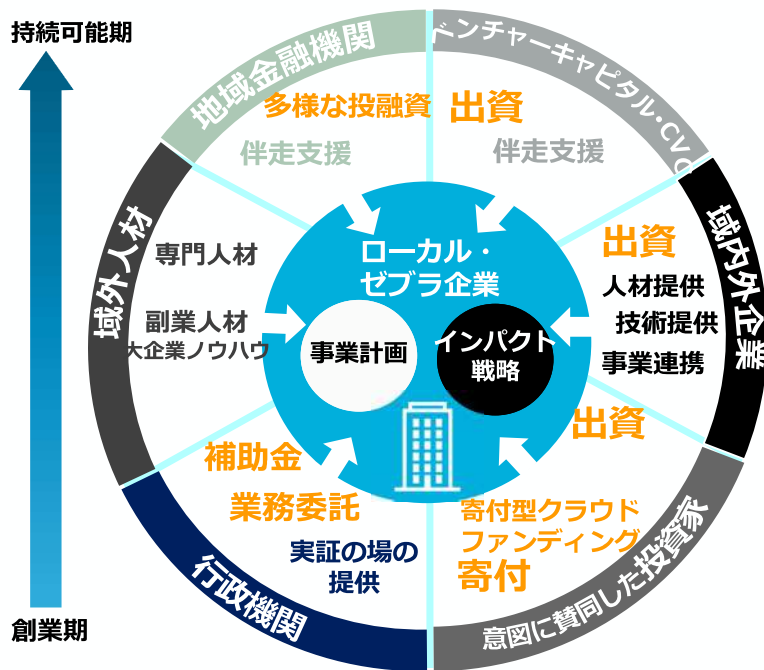 持続可能期
創業期
地域金融機関
多様な投融資
伴走支援
ベンチャーキャピタル・CVC
出資
伴走支援
域外人材
専門人材
副業人材
大企業ノウハウ
ローカル・
ゼブラ企業
事業計画
インパクト
戦略
域内外企業
出資
人材提供
技術提供
事業連携
行政機関
補助金
業務委託
実証の場の
提供
意図に賛同した投資家
出資
寄付型クラウド
ファンディング
寄付